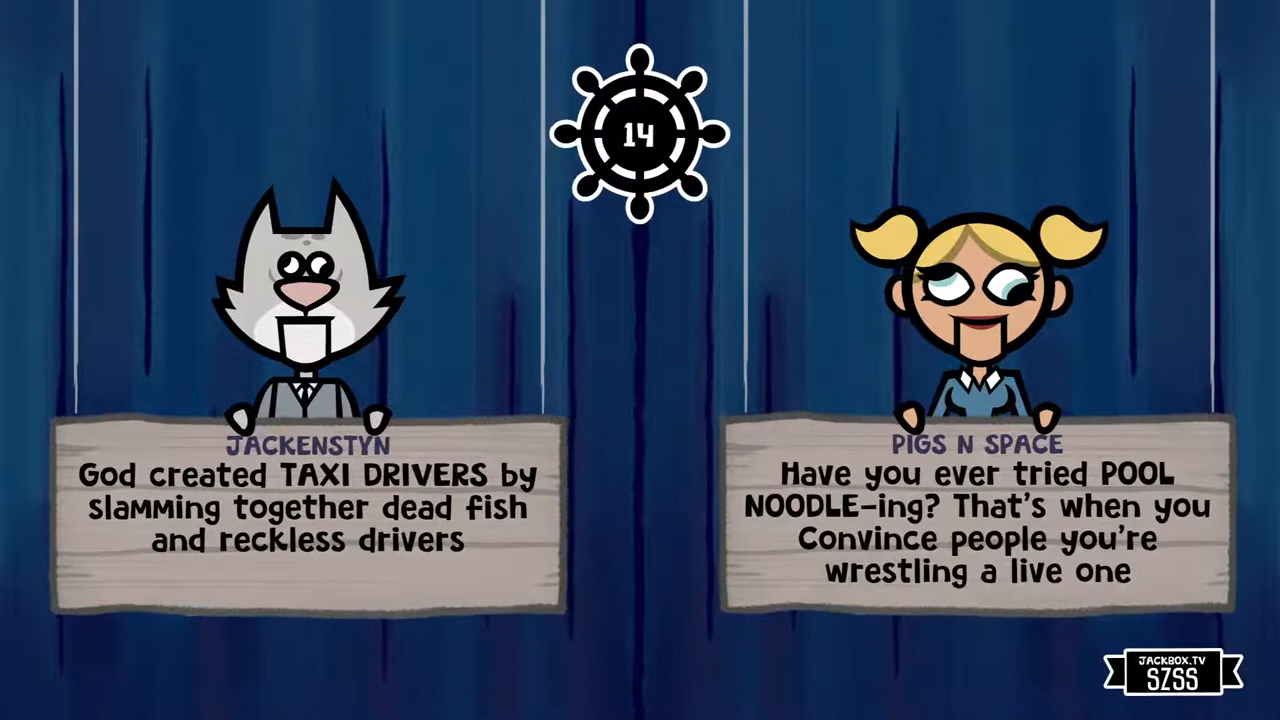 14
JACKENSTYN
God created TAXI DRIVERS by
slamming together dead fish
and reckless drivers
PIGS N SPACE
Have you ever tried POOL
NOODLE-ing? That's when you
Convince people you're
wrestling a live one
JACKBOX.TV
SZSS